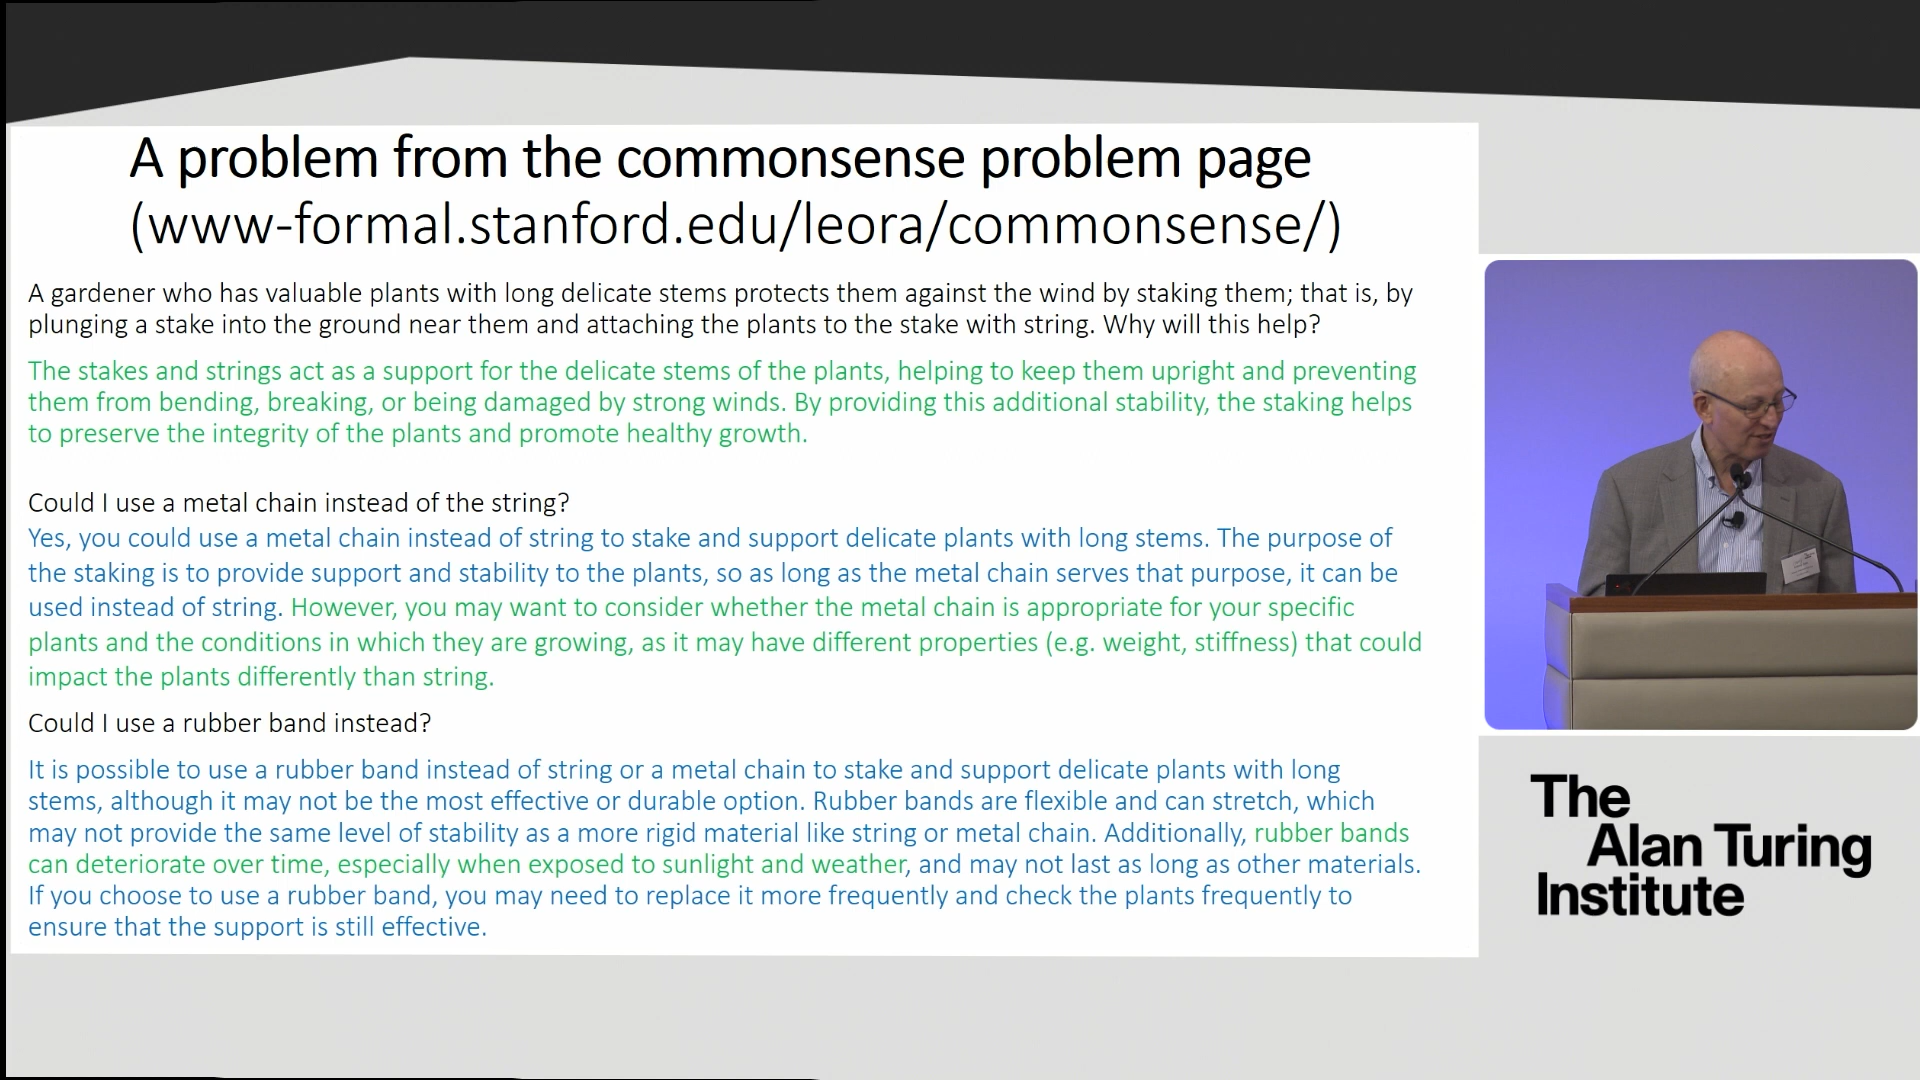 A problem from the commonsense problem page
(www-formal.stanford.edu/leora/commonsense/)
A gardener who has valuable plants with long delicate stems protects them against the wind by staking them; that is, by
plunging a stake into the ground near them and attaching the plants to the stake with string. Why will this help?
The stakes and strings act as a support for the delicate stems of the plants, helping to keep them upright and preventing
them from bending, breaking, or being damaged by strong winds. By providing this additional stability, the staking helps
to preserve the integrity of the plants and promote healthy growth.
Could I use a metal chain instead of the string?
Yes, you could use a metal chain instead of string to stake and support delicate plants with long stems. The purpose of
the staking is to provide support and stability to the plants, so as long as the metal chain serves that purpose, it can be
used instead of string. However, you may want to consider whether the metal chain is appropriate for your specific
plants and the conditions in which they are growing, as it may have different properties (e.g. weight, stiffness) that could
impact the plants differently than string.
Could I use a rubber band instead?
It is possible to use a rubber band instead of string or a metal chain to stake and support delicate plants with long
stems, although it may not be the most effective or durable option. Rubber bands are flexible and can stretch, which
may not provide the same level of stability as a more rigid material like string or metal chain. Additionally, rubber bands
can deteriorate over time, especially when exposed to sunlight and weather, and may not last as long as other materials.
If you choose to use a rubber band, you may need to replace it more frequently and check the plants frequently to
ensure that the support is still effective.
The
Alan Turing
Institute